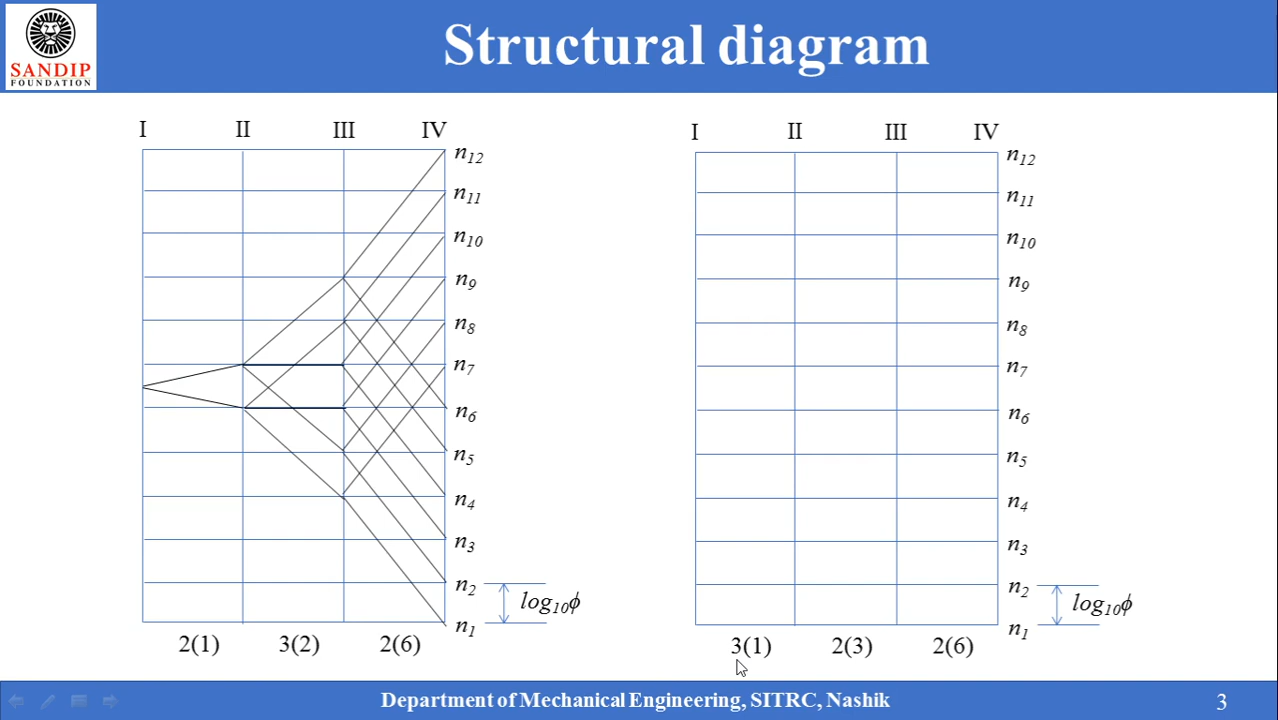 SANDIP
FOUNDATION
Structural diagram
I II III IV
n12
n11
n10
n9
n8
n7
n6
n5
n4
n3
n2
n1
log10ϕ
2(1) 3(2) 2(6)
I II III IV
n12
n11
n10
n9
n8
n7
n6
n5
n4
n3
n2
n1
log10ϕ
3(1) 2(3) 2(6)
Department of Mechanical Engineering, SITRC, Nashik
3